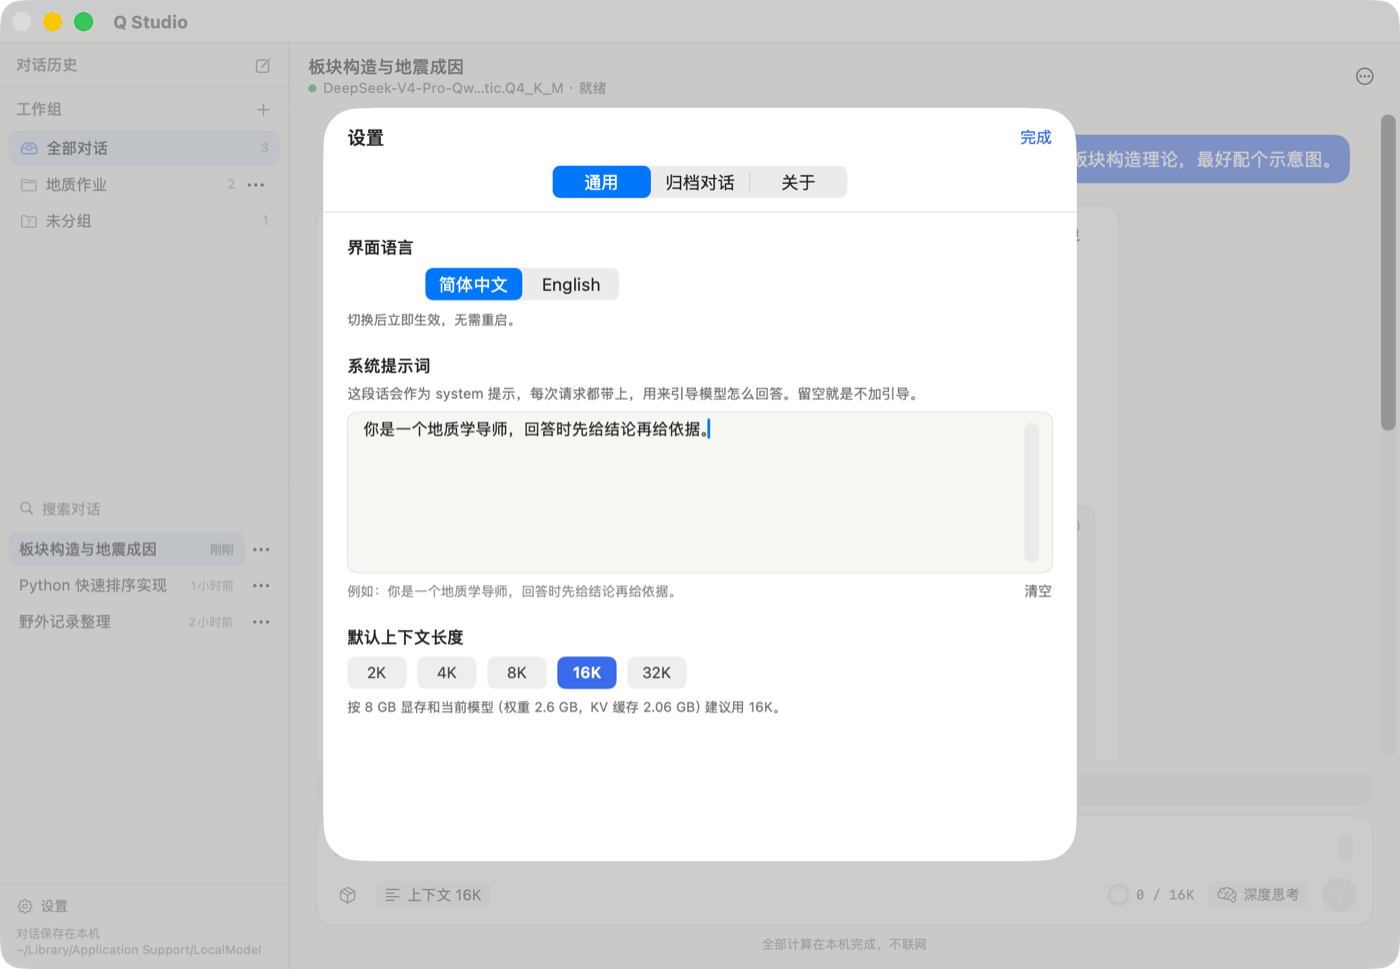 Q Studio
对话历史
工作组
全部对话 3
地质作业 2
未分组 1
搜索对话
板块构造与地震成因 刚刚
Python 快速排序实现 1小时前
野外记录整理 2小时前
设置
对话保存在本机
~/Library/Application Support/LocalModel
板块构造与地震成因
DeepSeek-V4-Pro-Qw...tic.Q4_K_M · 就绪
板块构造理论，最好配个示意图。
设置
完成
通用 归档对话 关于
界面语言
简体中文 English
切换后立即生效，无需重启。
系统提示词
这段话会作为 system 提示，每次请求都带上，用来引导模型怎么回答。留空就是不加引导。
你是一个地质学导师，回答时先给结论再给依据。
例如：你是一个地质学导师，回答时先给结论再给依据。 清空
默认上下文长度
2K 4K 8K 16K 32K
按 8 GB 显存和当前模型 (权重 2.6 GB，KV 缓存 2.06 GB) 建议用 16K。
上下文 16K 0 / 16K 深度思考
全部计算在本机完成，不联网